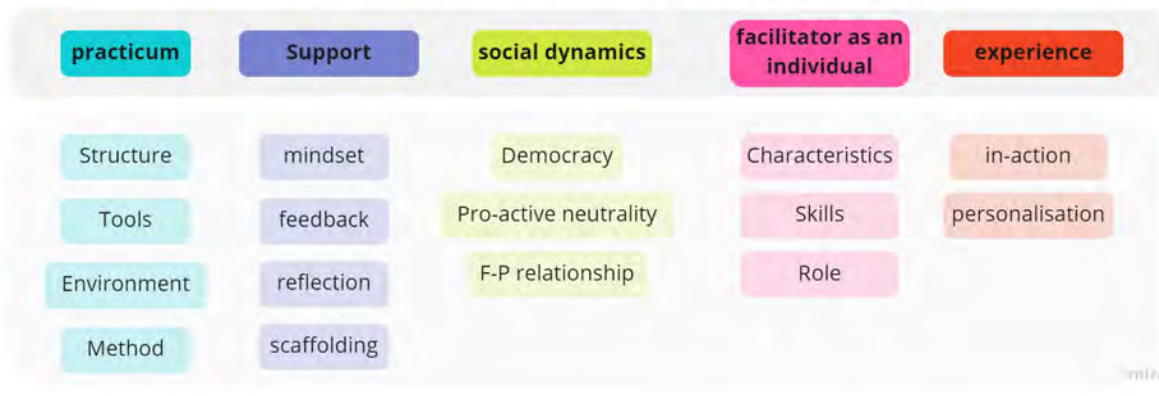 practicum
Support
social dynamics
facilitator as an
individual
experience
Structure
mindset
Democracy
Characteristics
in-action
Tools
feedback
Pro-active neutrality
Skills
personalisation
Environment
reflection
F-P relationship
Role
Method
scaffolding